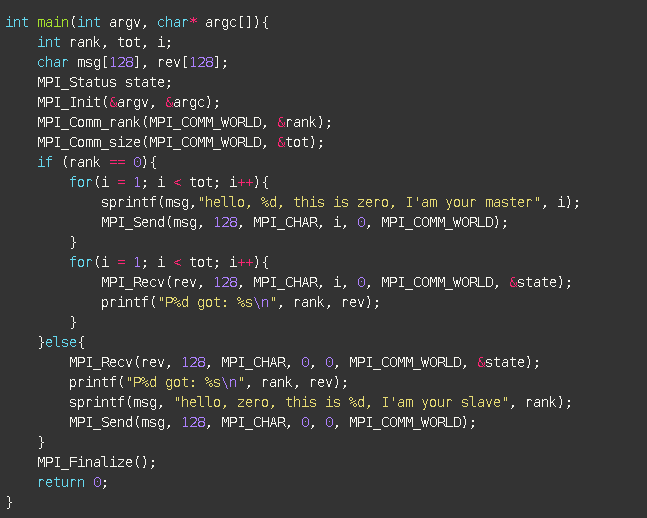 int main(int argv, char* argc[]){
    int rank, tot, i;
    char msg[128], rev[128];
    MPI_Status state;
    MPI_Init(&argv, &argc);
    MPI_Comm_rank(MPI_COMM_WORLD, &rank);
    MPI_Comm_size(MPI_COMM_WORLD, &tot);
    if (rank == 0){
        for(i = 1; i < tot; i++){
            sprintf(msg,"hello, %d, this is zero, I'am your master", i);
            MPI_Send(msg, 128, MPI_CHAR, i, 0, MPI_COMM_WORLD);
        }
        for(i = 1; i < tot; i++){
            MPI_Recv(rev, 128, MPI_CHAR, i, 0, MPI_COMM_WORLD, &state);
            printf("P%d got: %s\n", rank, rev);
        }
    }else{
        MPI_Recv(rev, 128, MPI_CHAR, 0, 0, MPI_COMM_WORLD, &state);
        printf("P%d got: %s\n", rank, rev);
        sprintf(msg, "hello, zero, this is %d, I'am your slave", rank);
        MPI_Send(msg, 128, MPI_CHAR, 0, 0, MPI_COMM_WORLD);
    }
    MPI_Finalize();
    return 0;
}